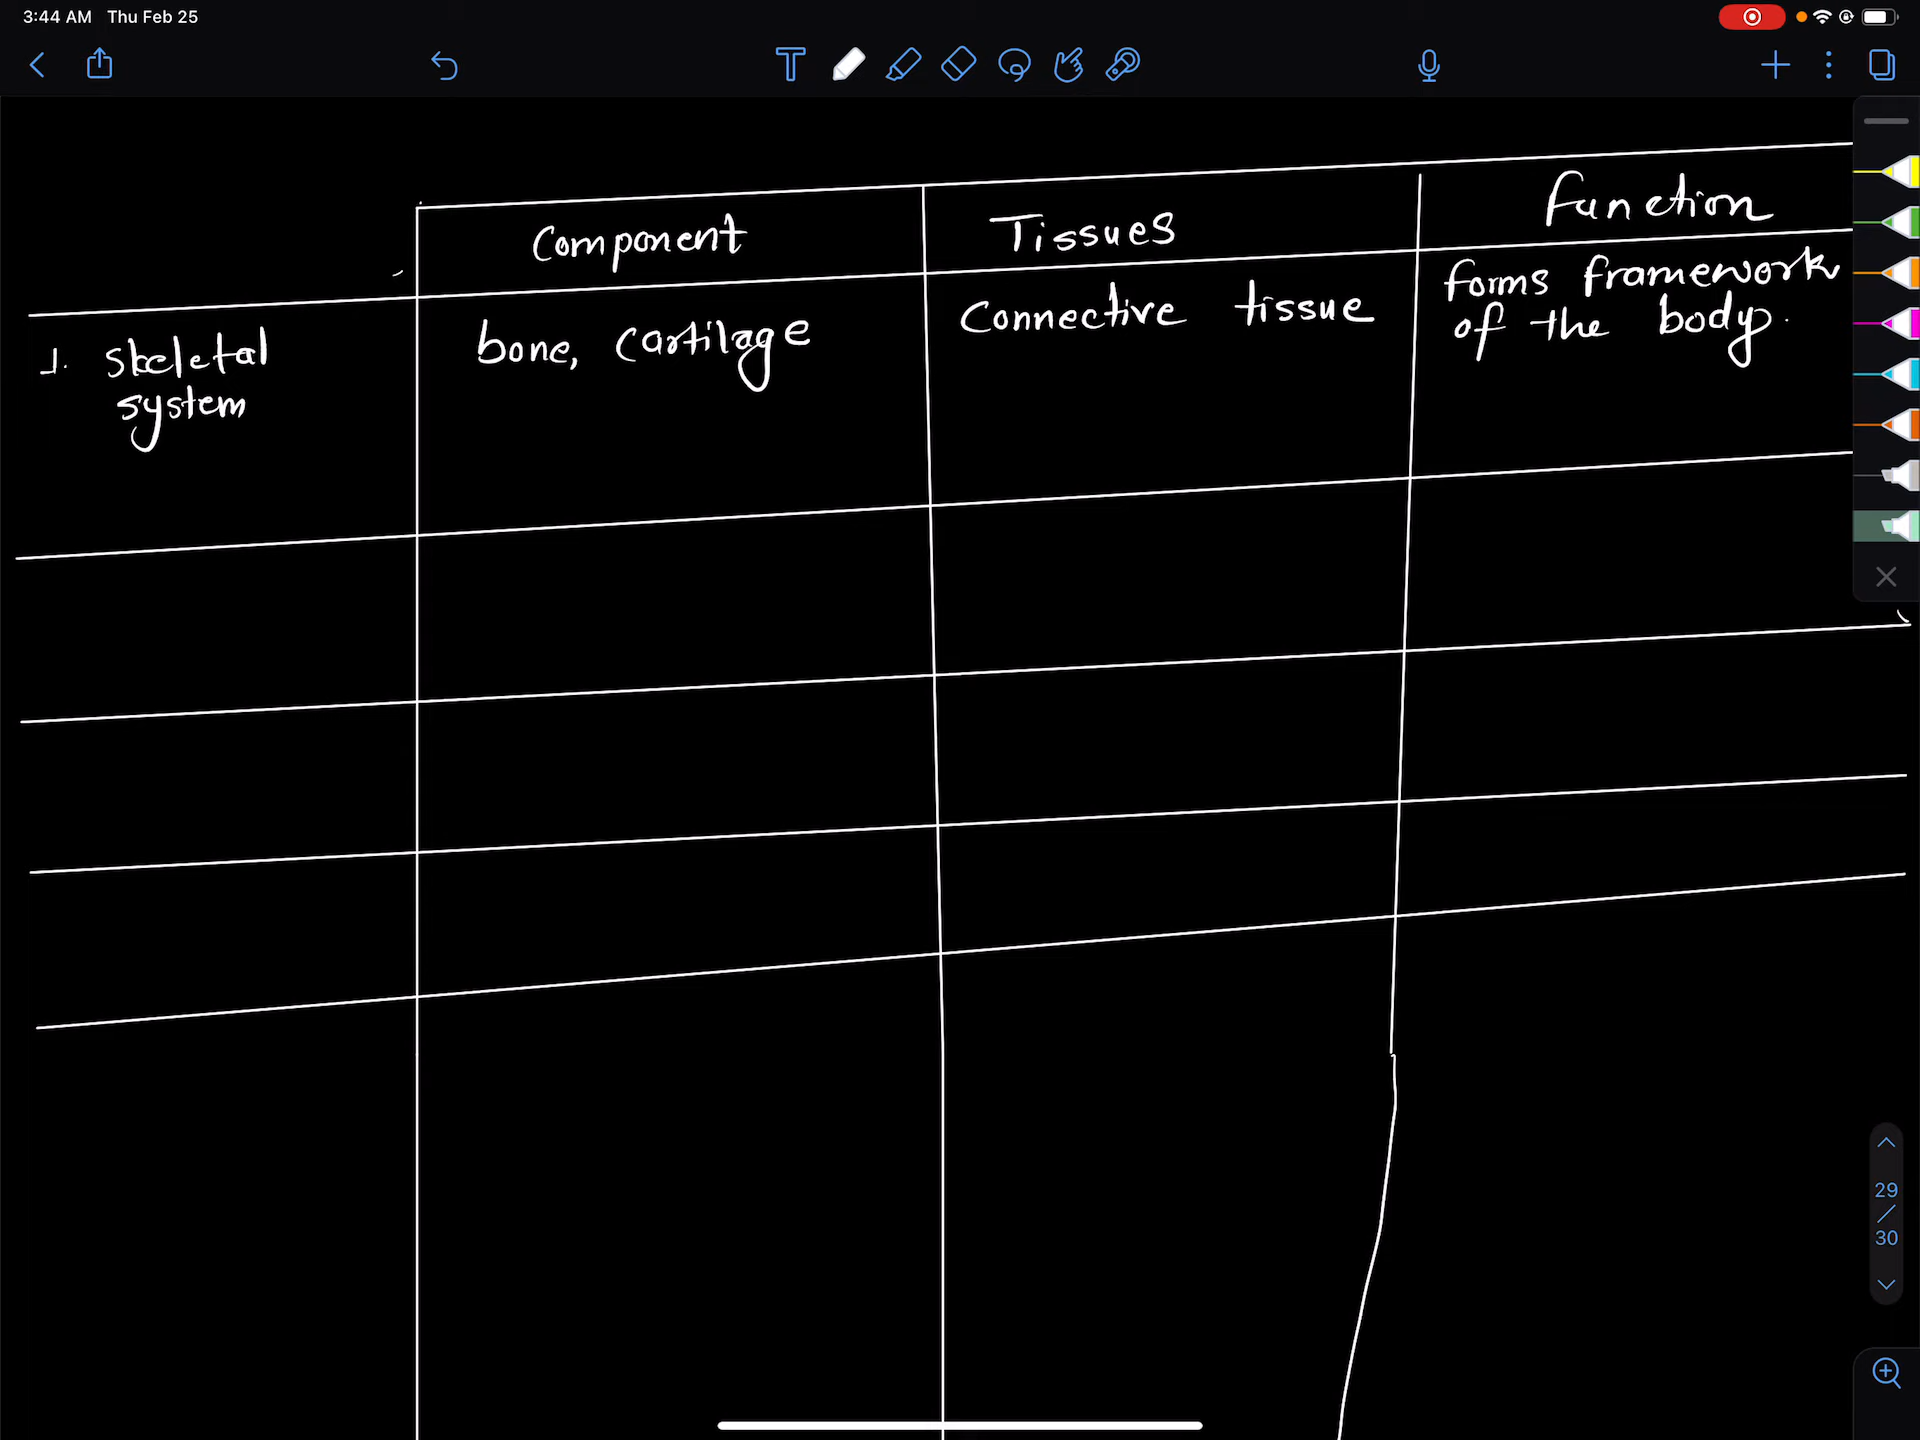 3:44 AM Thu Feb 25
Component Tissues function
1. Skeletal system
bone, cartilage
Connective tissue
forms framework
of the body.
29
/
30